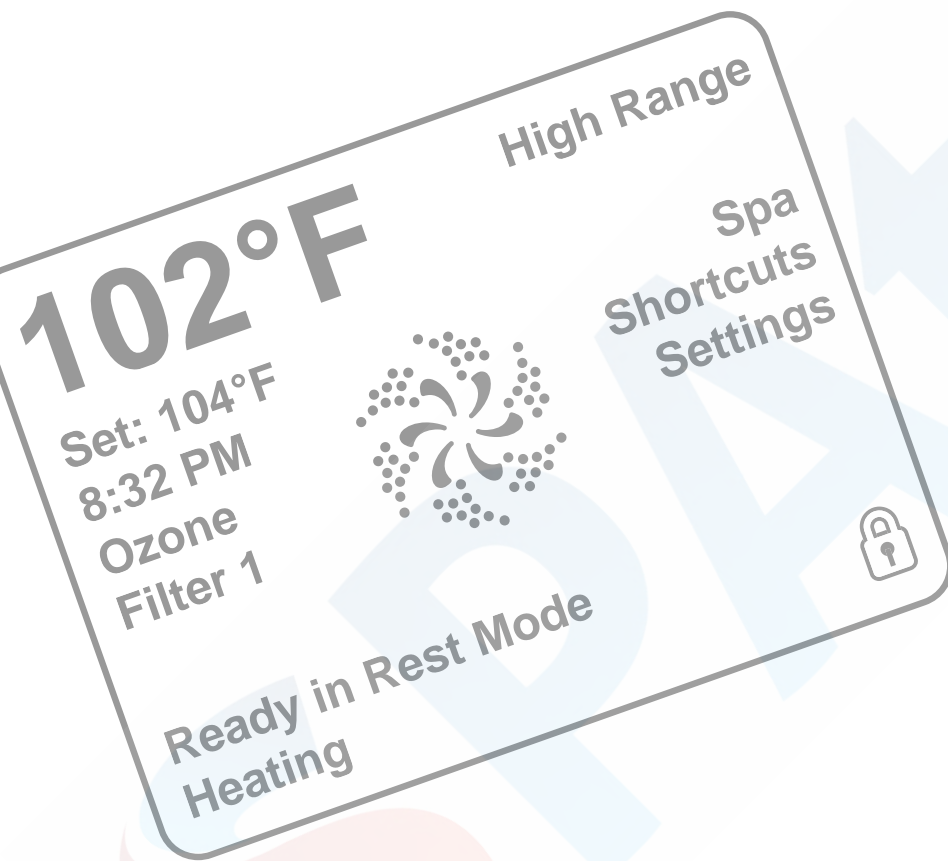 High Range
102°F
Spa
Shortcuts
Settings
Set: 104°F
8:32 PM
Ozone
Filter 1
Ready in Rest Mode
Heating
SPA